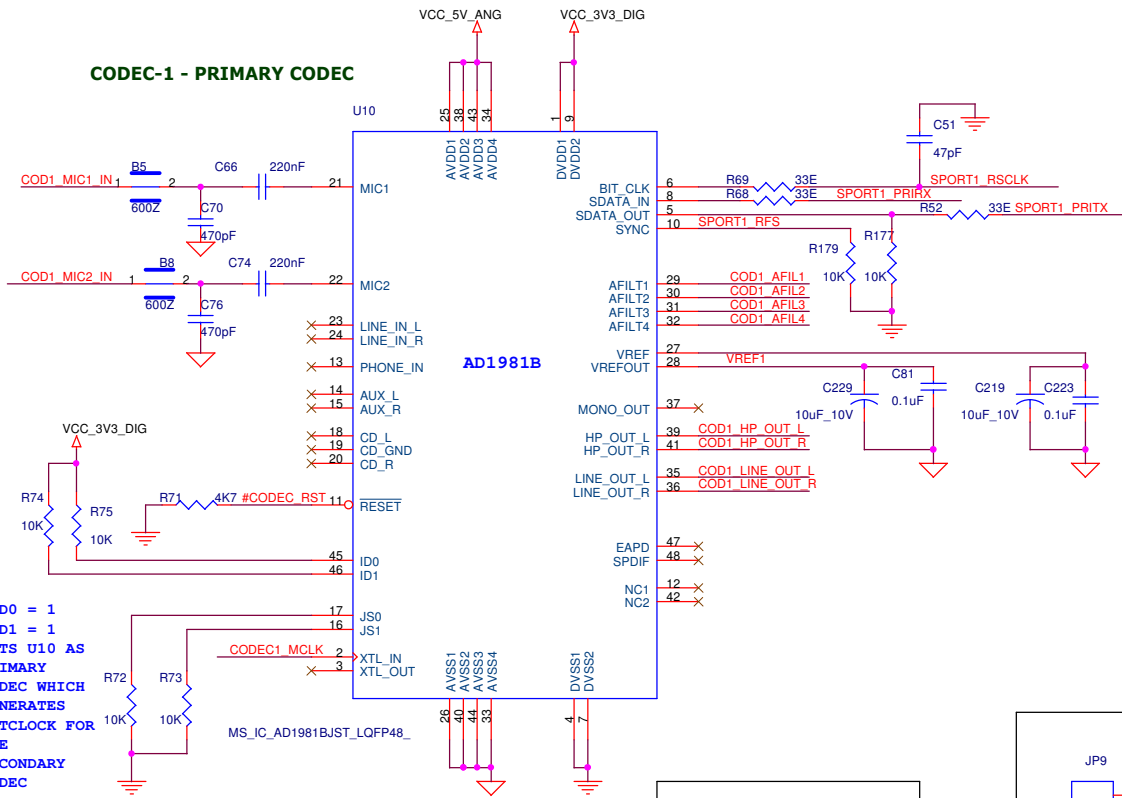 VCC_5V_ANG
VCC_3V3_DIG
CODEC-1 - PRIMARY CODEC
U10
25
38
43
34
1
9
AVDD1
AVDD2
AVDD3
AVDD4
DVDD1
DVDD2
C51
47pF
COD1_MIC1_IN
1
B5
2
600Z
C66
220nF
21
MIC1
C70
470pF
BIT_CLK
6
R69
33E
SPORT1_RSCLK
SDATA_IN
8
R68
33E
SPORT1_PRIRX
SDATA_OUT
5
R52
33E
SPORT1_PRITX
SYNC
10
SPORT1_RFS
R179
10K
R177
10K
COD1_MIC2_IN
1
B8
2
600Z
C74
220nF
22
MIC2
C76
470pF
AFILT1
29
COD1_AFIL1
AFILT2
30
COD1_AFIL2
AFILT3
31
COD1_AFIL3
AFILT4
32
COD1_AFIL4
23
LINE_IN_L
24
LINE_IN_R
13
PHONE_IN
AD1981B
VREF
27
VREFOUT
28
VREF1
C229
10uF_10V
C81
0.1uF
C219
10uF_10V
C223
0.1uF
14
AUX_L
15
AUX_R
MONO_OUT
37
18
CD_L
19
CD_GND
20
CD_R
HP_OUT_L
39
COD1_HP_OUT_L
HP_OUT_R
41
COD1_HP_OUT_R
LINE_OUT_L
35
COD1_LINE_OUT_L
LINE_OUT_R
36
COD1_LINE_OUT_R
VCC_3V3_DIG
R74
10K
R75
10K
R71
4K7
#CODEC_RST
11
RESET
45
ID0
46
ID1
EAPD
47
SPDIF
48
NC1
12
NC2
42
D0 = 1
D1 = 1
TS U10 AS
IMARY
DEC WHICH
NERATES
TCLOCK FOR
E
CONDARY
DEC
17
JS0
16
JS1
CODEC1_MCLK
2
XTL_IN
3
XTL_OUT
R72
10K
R73
10K
AVSS1
AVSS2
AVSS3
AVSS4
DVSS1
DVSS2
26
40
44
33
4
7
MS_IC_AD1981BJST_LQFP48_
JP9